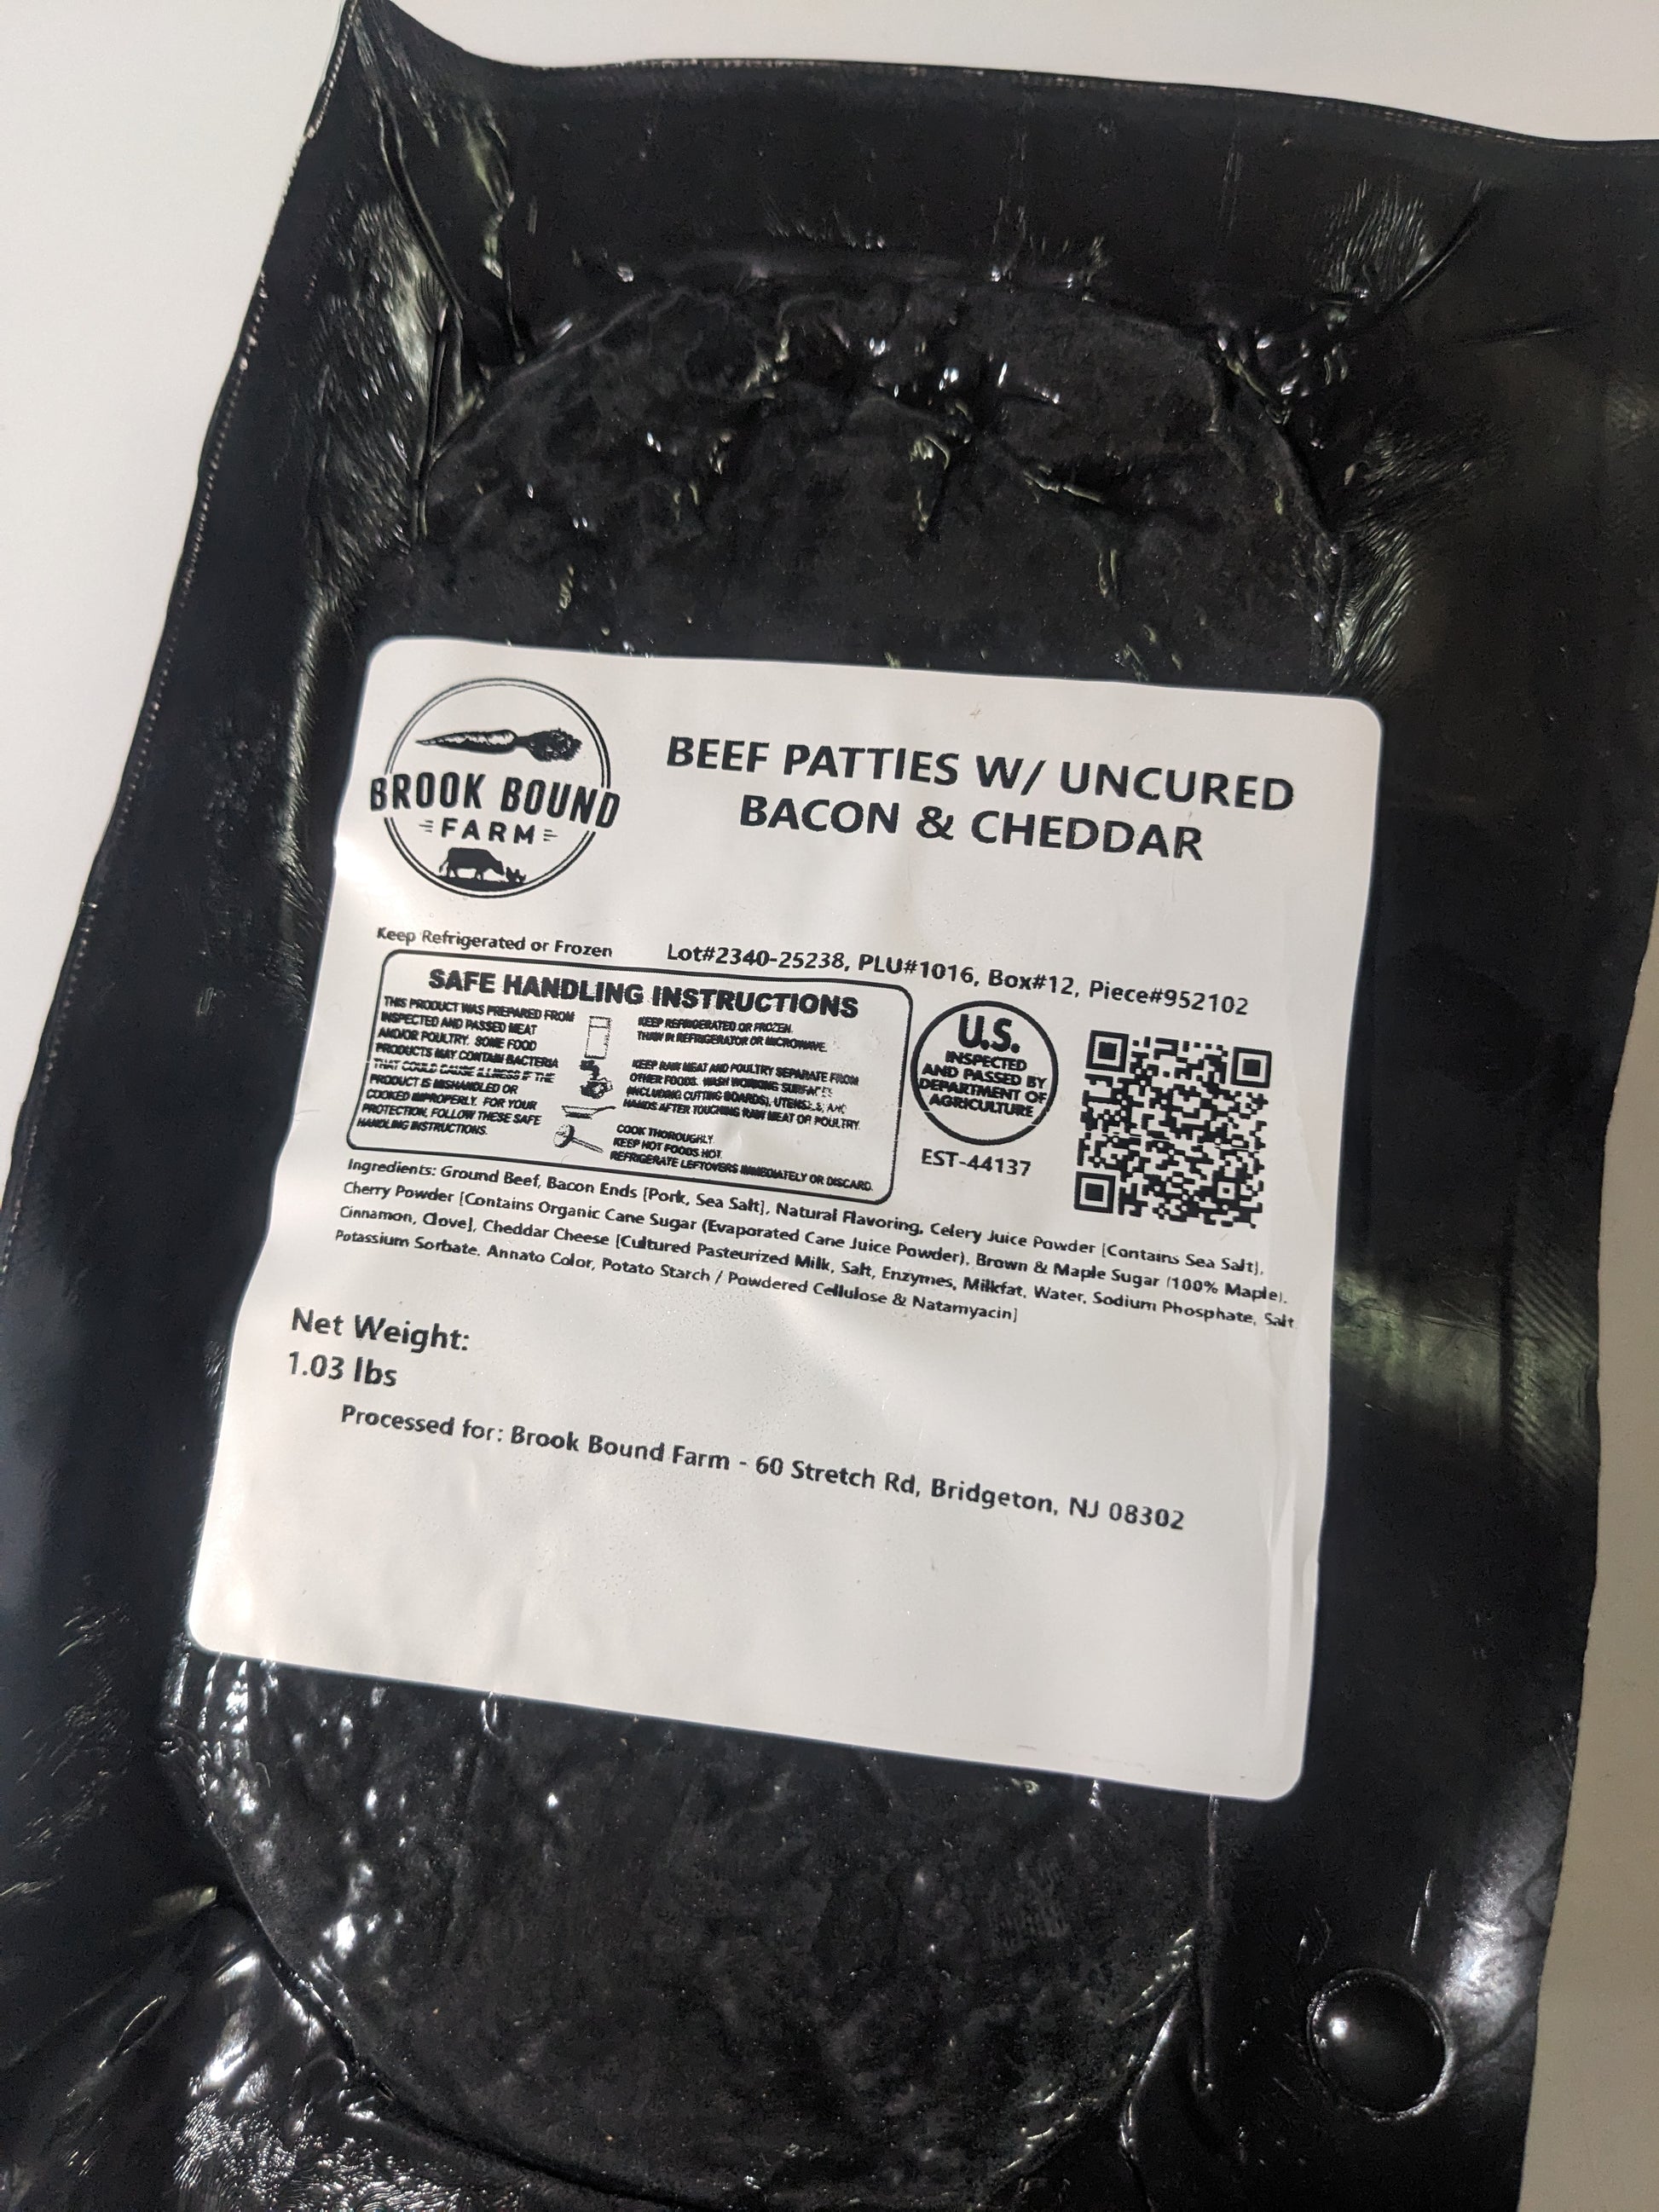 BROOK BOUND
FARM
BEEF PATTIES W/ UNCURED
BACON & CHEDDAR
Keep Refrigerated or Frozen
Lot#2340-25238, PLU#1016, Box#12, Piece#952102
SAFE HANDLING INSTRUCTIONS
THIS PRODUCT WAS PREPARED FROM
INSPECTED AND PASSED MEAT
AND/OR POULTRY. SOME FOOD
PRODUCTS MAY CONTAIN BACTERIA
THAT COULD CAUSE ILLNESS IF THE
PRODUCT IS MISHANDLED OR
COOKED IMPROPERLY. FOR YOUR
PROTECTION, FOLLOW THESE SAFE
HANDLING INSTRUCTIONS.
KEEP REFRIGERATED OR FROZEN.
THAW IN REFRIGERATOR OR MICROWAVE.
KEEP RAW MEAT AND POULTRY SEPARATE FROM
OTHER FOODS. WASH WORKING SURFACES
(INCLUDING CUTTING BOARDS), UTENSILS, AND
HANDS AFTER TOUCHING RAW MEAT OR POULTRY.
COOK THOROUGHLY.
KEEP HOT FOODS HOT.
REFRIGERATE LEFTOVERS IMMEDIATELY OR DISCARD.
U.S.
INSPECTED
AND PASSED BY
DEPARTMENT OF
AGRICULTURE
EST-44137
Ingredients: Ground Beef, Bacon Ends [Pork, Sea Salt], Natural Flavoring, Celery Juice Powder [Contains Sea Salt],
Cherry Powder [Contains Organic Cane Sugar (Evaporated Cane Juice Powder), Brown & Maple Sugar (100% Maple),
Cinnamon, Clove], Cheddar Cheese [Cultured Pasteurized Milk, Salt, Enzymes, Milkfat, Water, Sodium Phosphate, Salt
Potassium Sorbate, Annato Color, Potato Starch / Powdered Cellulose & Natamyacin]
Net Weight:
1.03 lbs
Processed for: Brook Bound Farm - 60 Stretch Rd, Bridgeton, NJ 08302